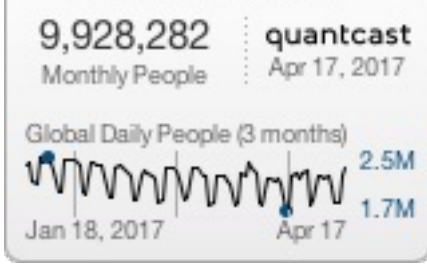 9,928,282
Monthly People
quantcast
Apr 17, 2017
Global Daily People (3 months)
2.5M
1.7M
Jan 18, 2017
Apr 17